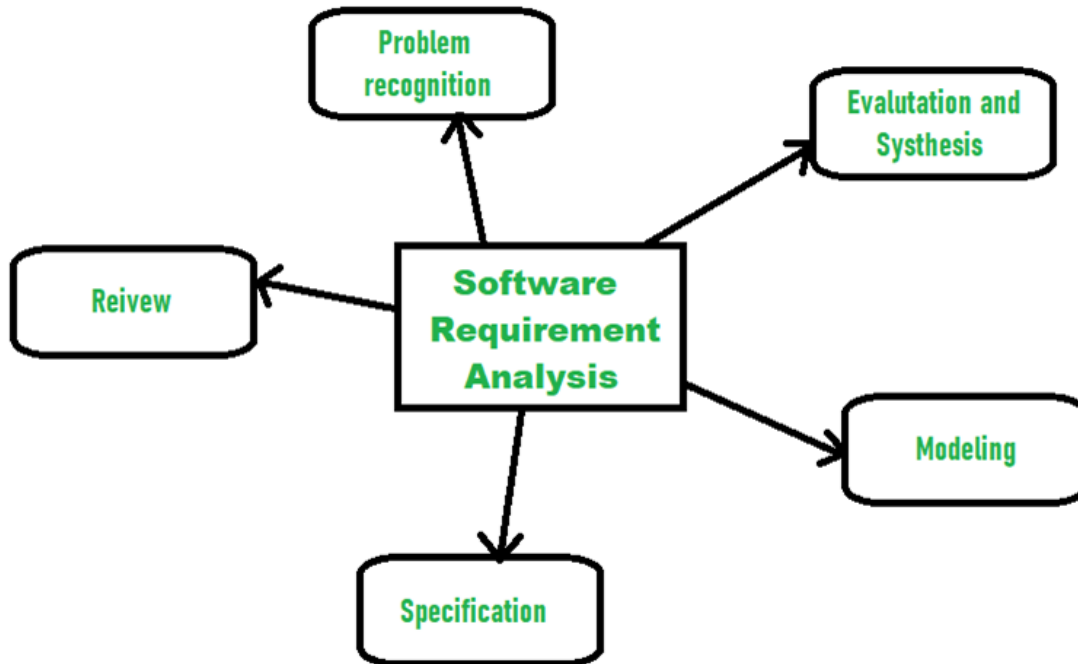 Problem
recognition
Evalutation and
Systhesis
Software
Requirement
Analysis
Reivew
Modeling
Specification